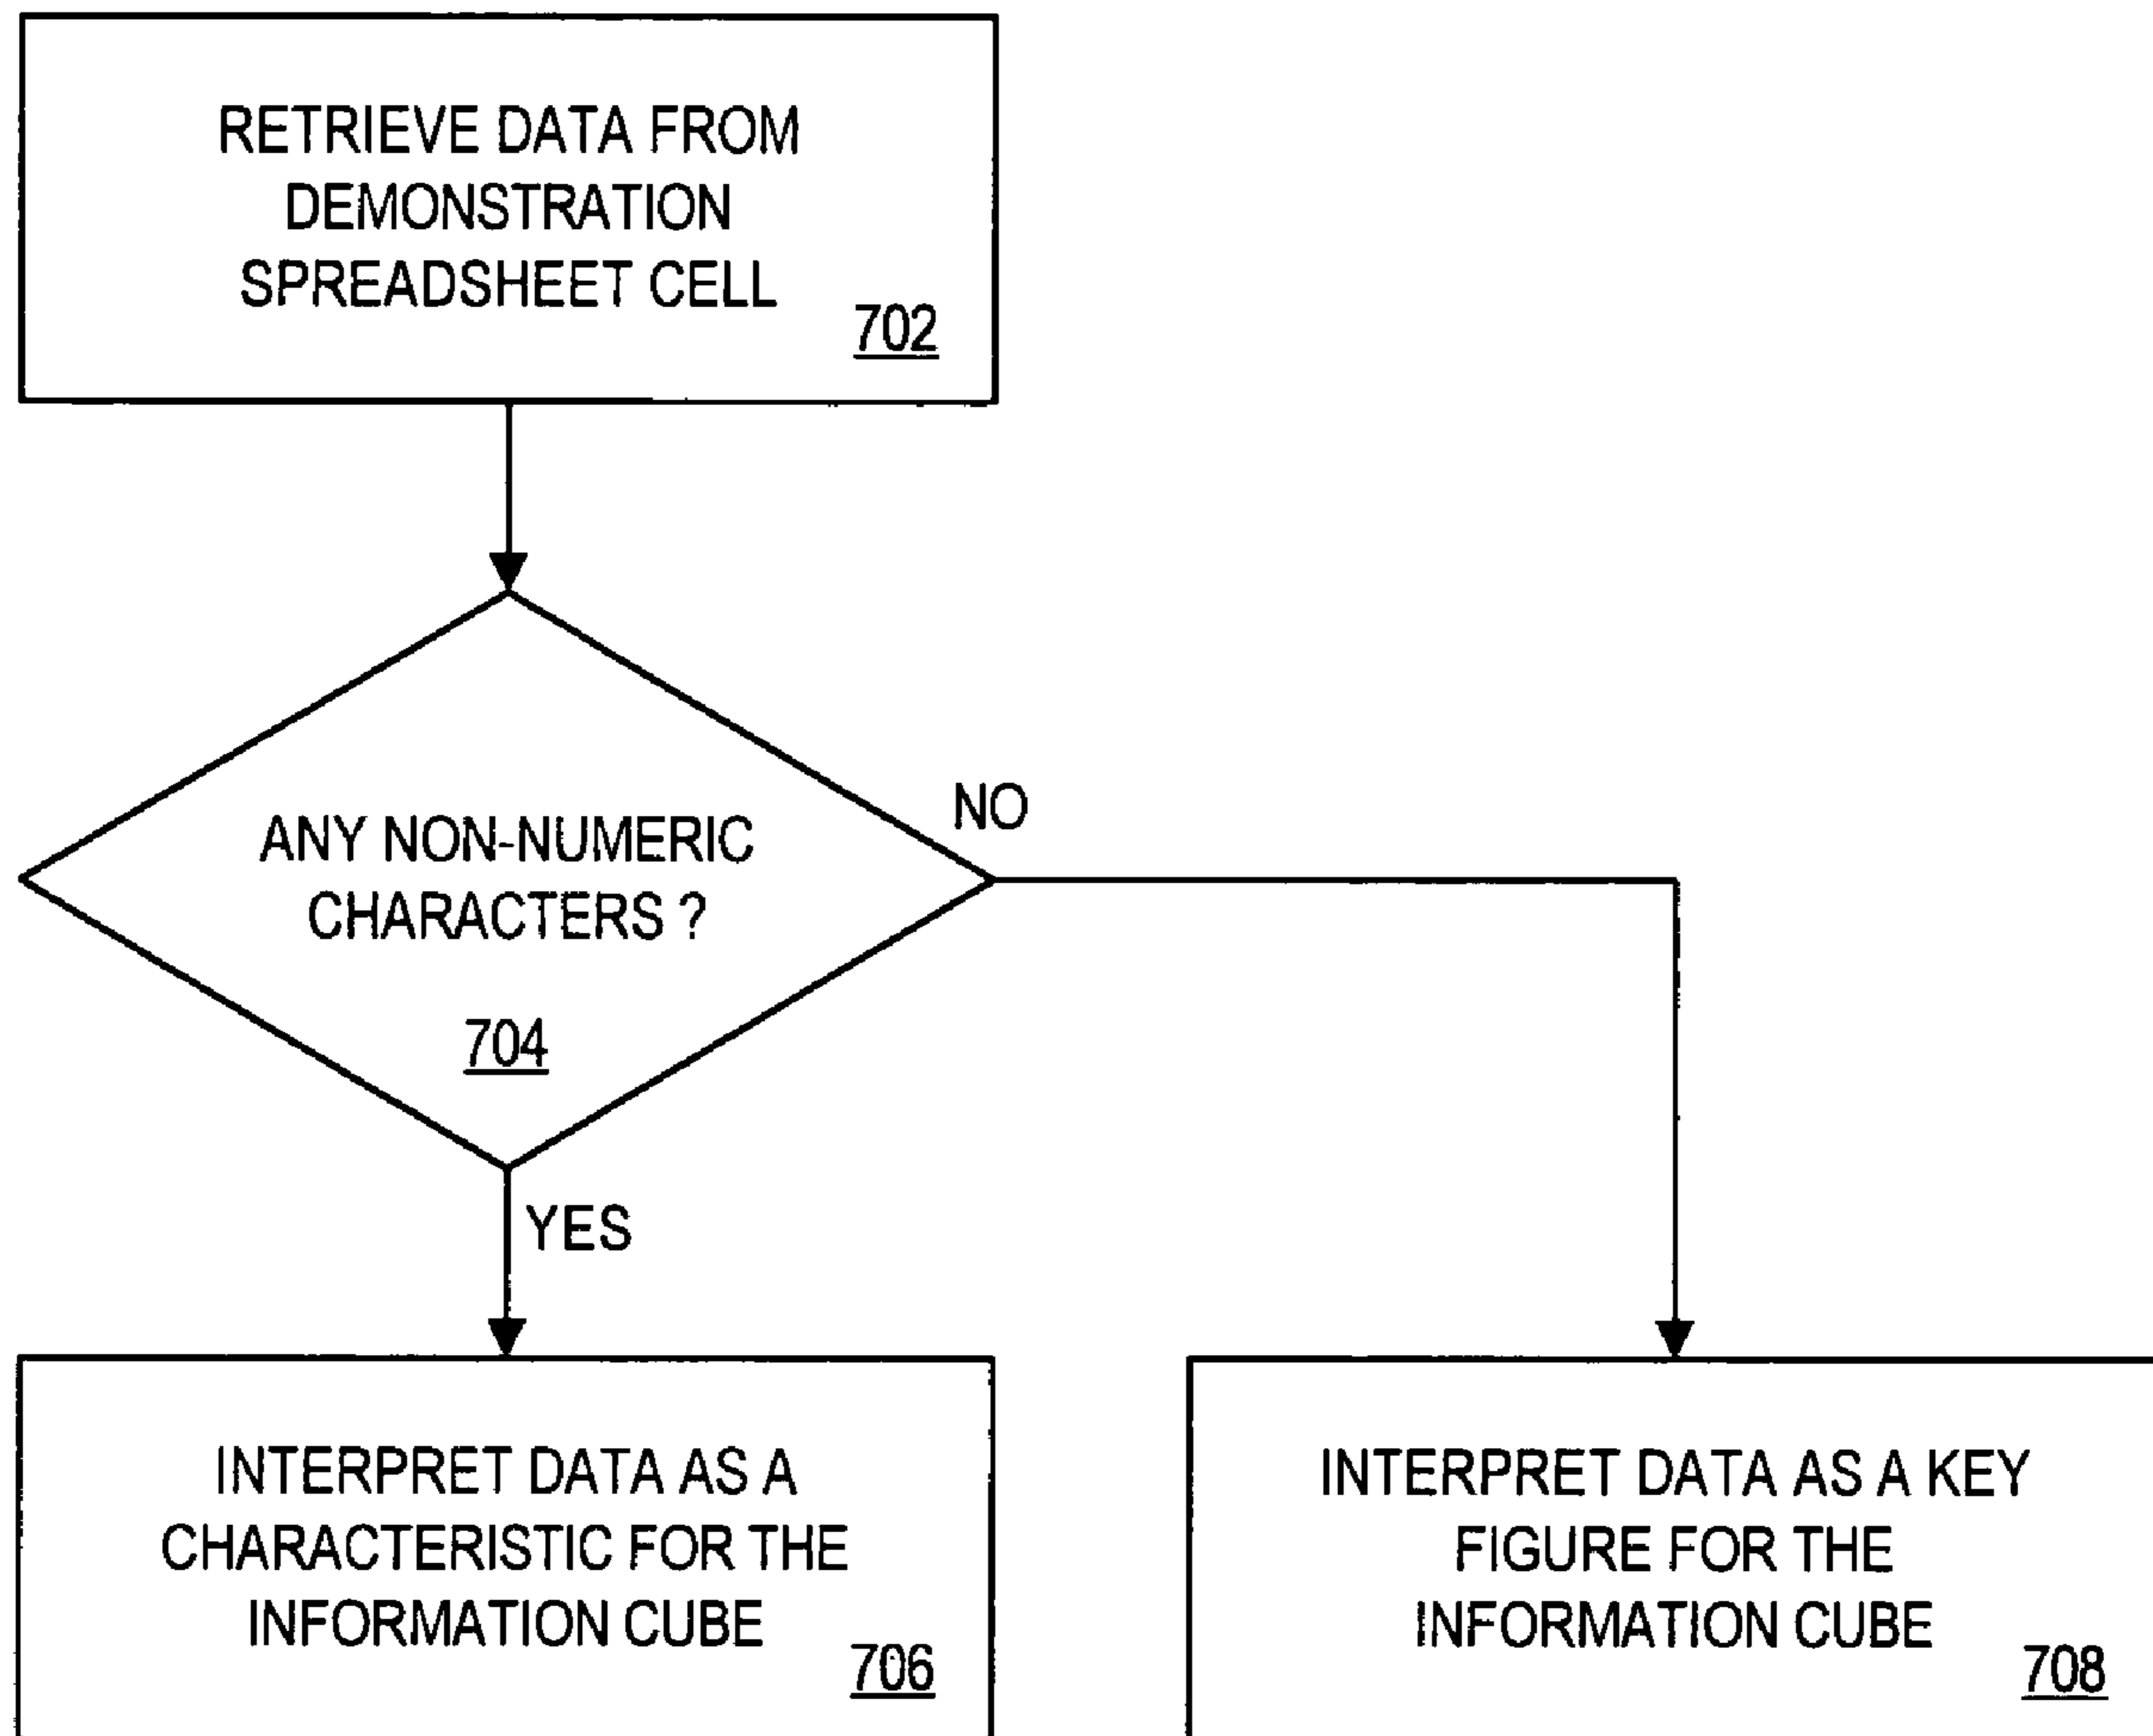 RETRIEVE DATA FROM
DEMONSTRATION
SPREADSHEET CELL
702
ANY NON-NUMERIC
CHARACTERS ?
704
NO
YES
INTERPRET DATA AS A
CHARACTERISTIC FOR THE
INFORMATION CUBE
706
INTERPRET DATA AS A KEY
FIGURE FOR THE
INFORMATION CUBE
708